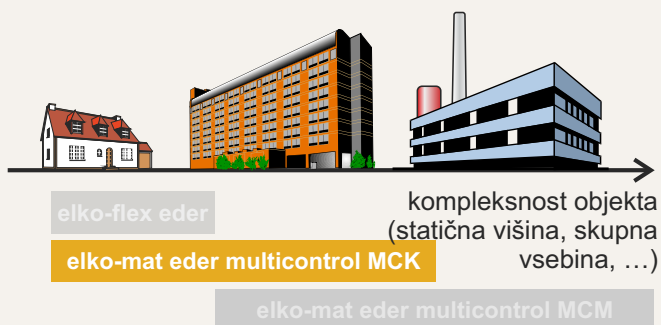 elko-flex eder
kompleksnost objekta
(statična višina, skupna
vsebina, …)
elko-mat eder multicontrol MCK
elko-mat eder multicontrol MCM